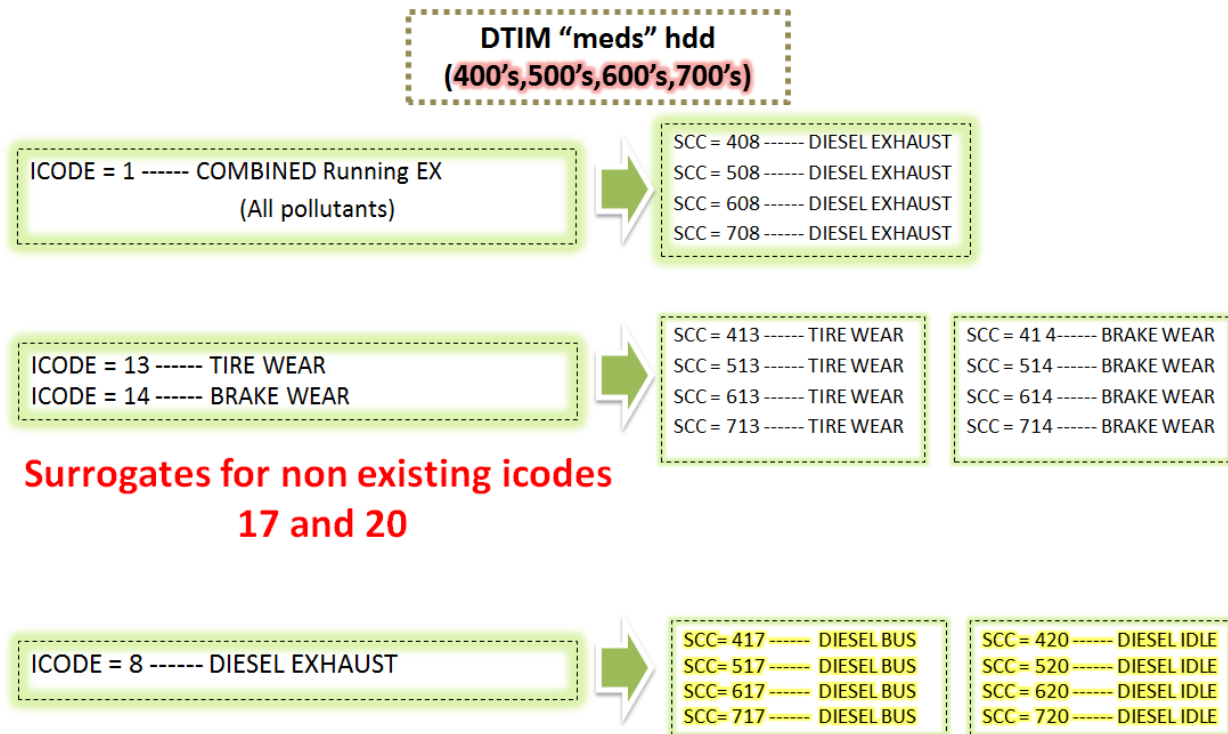 DTIM “meds” hdd
(400’s,500’s,600’s,700’s)
ICODE = 1 ------ COMBINED Running EX
(All pollutants)
SCC = 408 ------ DIESEL EXHAUST
SCC = 508 ------ DIESEL EXHAUST
SCC = 608 ------ DIESEL EXHAUST
SCC = 708 ------ DIESEL EXHAUST
ICODE = 13 ------ TIRE WEAR
ICODE = 14 ------ BRAKE WEAR
SCC = 413 ------ TIRE WEAR
SCC = 513 ------ TIRE WEAR
SCC = 613 ------ TIRE WEAR
SCC = 713 ------ TIRE WEAR
SCC = 41 4------ BRAKE WEAR
SCC = 514 ------ BRAKE WEAR
SCC = 614 ------ BRAKE WEAR
SCC = 714 ------ BRAKE WEAR
Surrogates for non existing icodes
17 and 20
ICODE = 8 ------ DIESEL EXHAUST
SCC= 417 ------ DIESEL BUS
SCC= 517 ------ DIESEL BUS
SCC= 617 ------ DIESEL BUS
SCC= 717 ------ DIESEL BUS
SCC = 420 ------ DIESEL IDLE
SCC = 520 ------ DIESEL IDLE
SCC = 620 ------ DIESEL IDLE
SCC = 720 ------ DIESEL IDLE